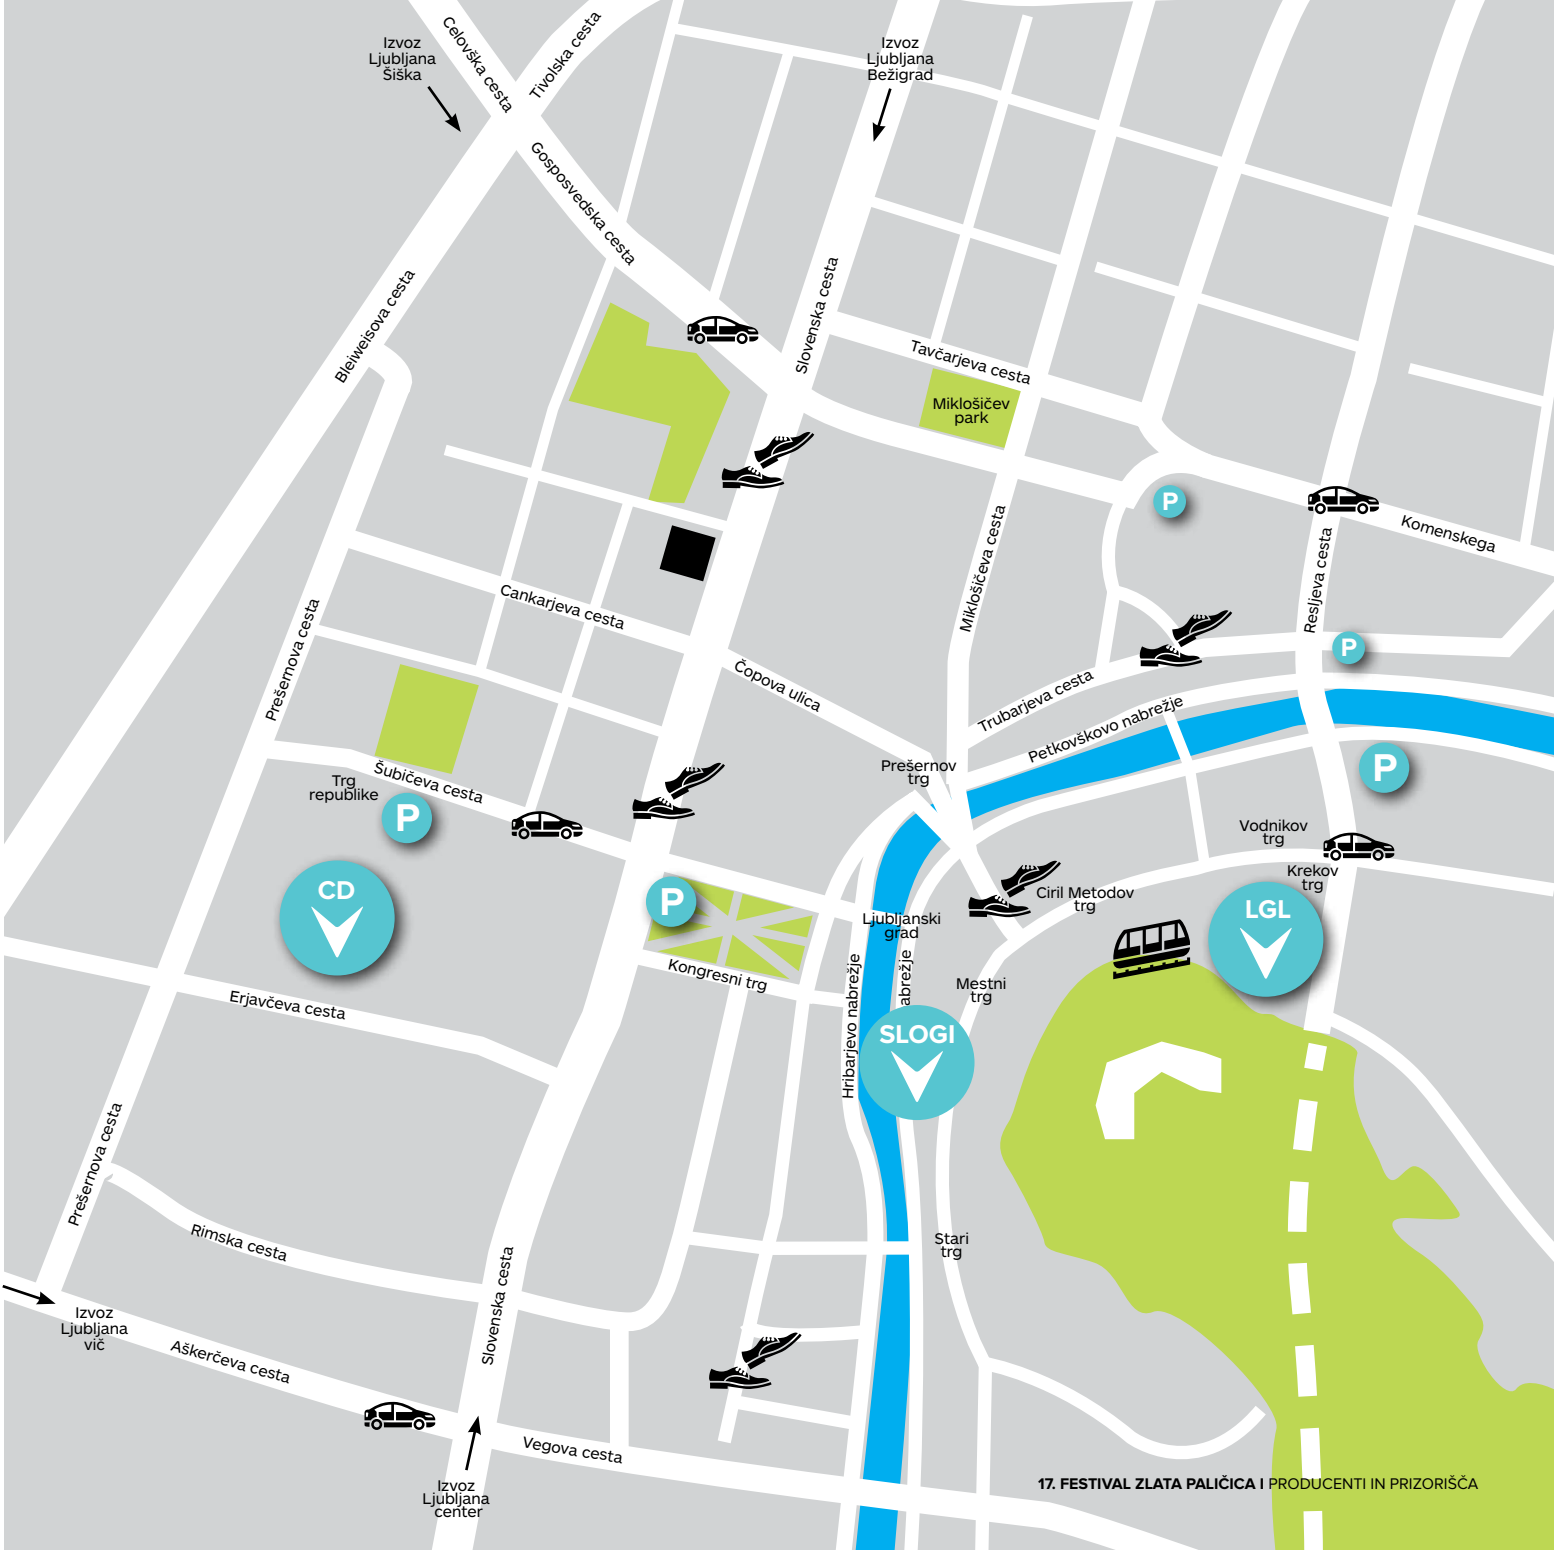 Izvoz
Ljubljana
Šiška
Celovška cesta
Tivolska cesta
Izvoz
Ljubljana
Bežigrad
Gosposvedska cesta
Bleiweisova cesta
Slovenska cesta
Tavčarjeva cesta
Miklošičev
park
P
Komenskega
Miklošičeva cesta
Resljeva cesta
Cankarjeva cesta
Prešernova cesta
P
Čopova ulica
Trubarjeva cesta
Petkovškovo nabrežje
Prešernov
trg
P
Trg
republike
Šubičeva cesta
P
Vodnikov
trg
Krekov
trg
CD
P
Ciril Metodov
trg
LGL
Ljubljanski
grad
Kongresni trg
Hribarjevo nabrežje
abrežje
Mestni
trg
Erjavčeva cesta
SLOGI
Prešernova cesta
Rimska cesta
Stari
trg
Slovenska cesta
Izvoz
Ljubljana
vič
Aškerčeva cesta
Vegova cesta
Izvoz
Ljubljana
center
17. FESTIVAL ZLATA PALIČICA I PRODUCENTI IN PRIZORIŠČA